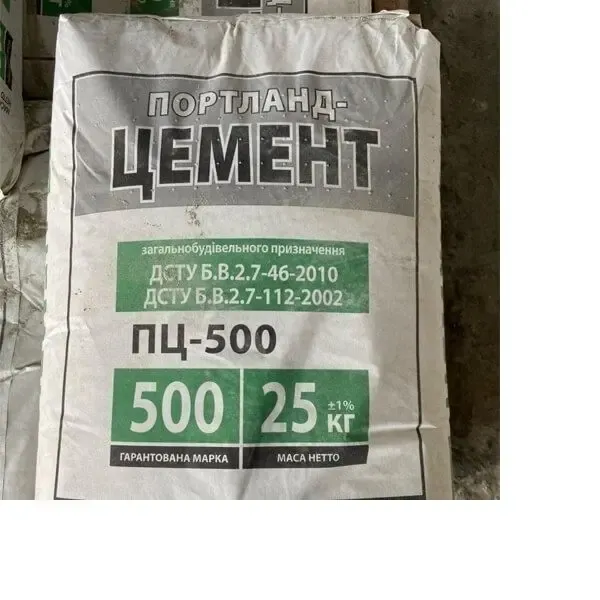 ПОРТЛАНД-
ЦЕМЕНТ
загальнобудівельного призначення
ДСТУ Б.В.2.7-46-2010
ДСТУ Б.В.2.7-112-2002
ПЦ-500
500
ГАРАНТОВАНА МАРКА
25 ±1% КГ
МАСА НЕТТО